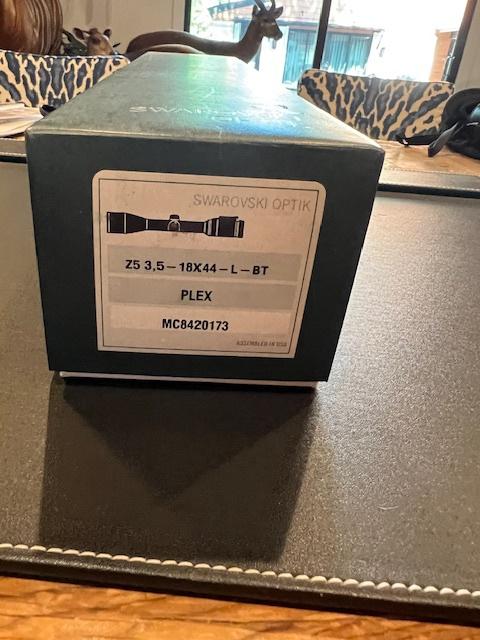 SWAROVSKI OPTIK
Z5 3,5-18X44-L-BT
PLEX
MC8420173
ASSEMBLED IN USA